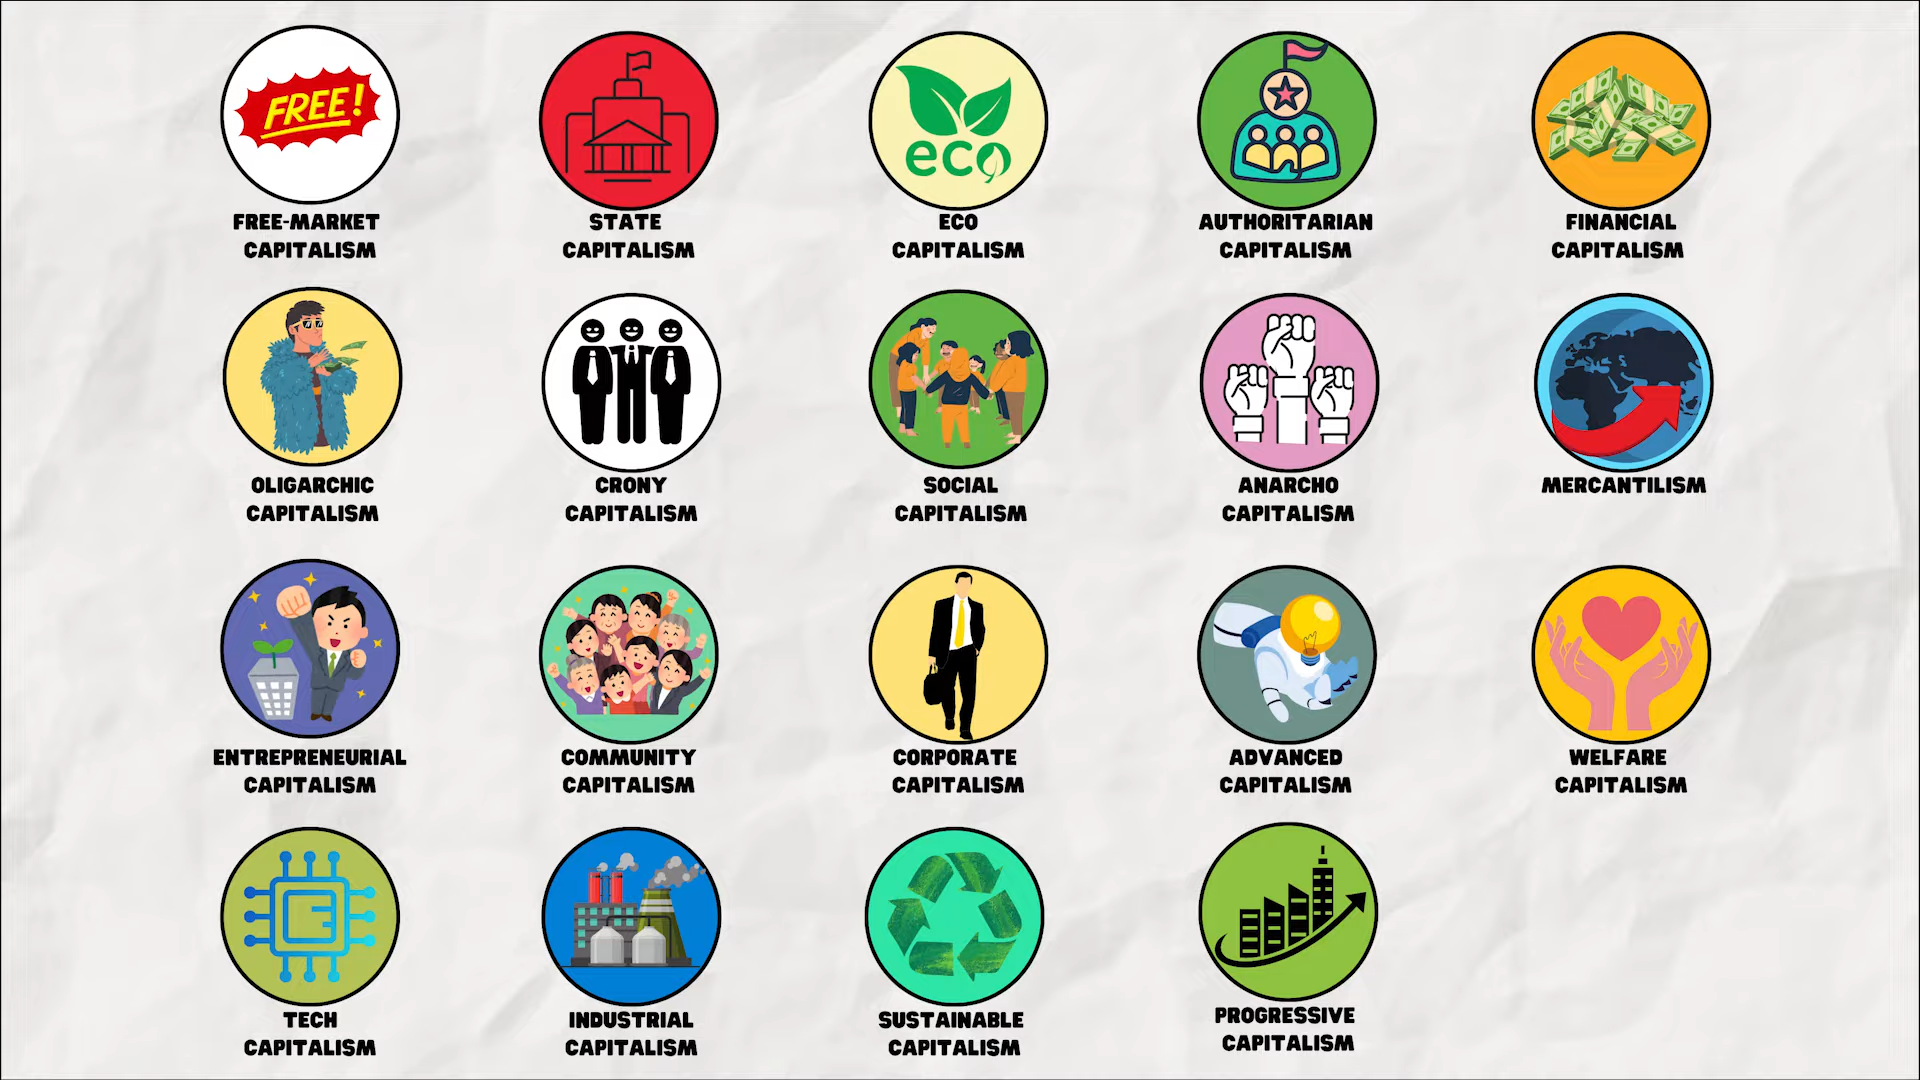 FREE!
eco
FREE-MARKET
CAPITALISM
STATE
CAPITALISM
ECO
CAPITALISM
AUTHORITARIAN
CAPITALISM
FINANCIAL
CAPITALISM
OLIGARCHIC
CAPITALISM
CRONY
CAPITALISM
SOCIAL
CAPITALISM
ANARCHO
CAPITALISM
MERCANTILISM
ENTREPRENEURIAL
CAPITALISM
COMMUNITY
CAPITALISM
CORPORATE
CAPITALISM
ADVANCED
CAPITALISM
WELFARE
CAPITALISM
TECH
CAPITALISM
INDUSTRIAL
CAPITALISM
SUSTAINABLE
CAPITALISM
PROGRESSIVE
CAPITALISM